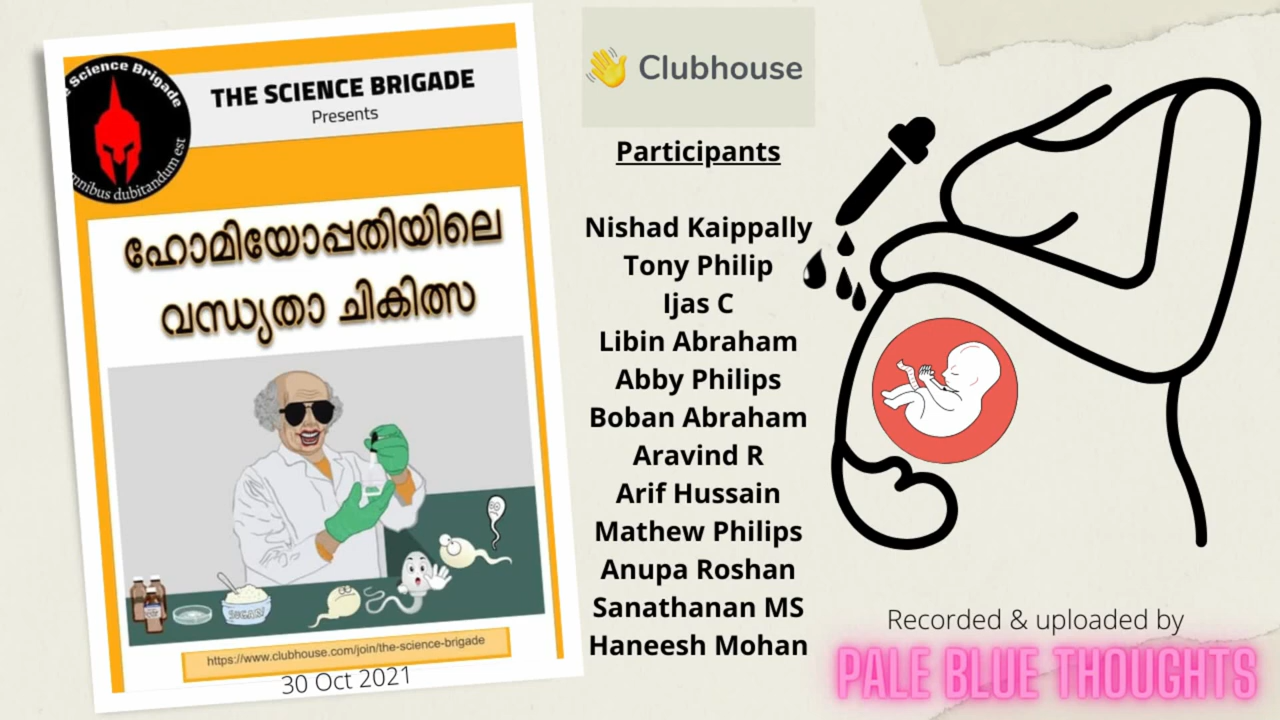 e Science Brigade
mnibus dubitandum est
THE SCIENCE BRIGADE
Presents
ഹോമിയോപ്പതിയിലെ
വന്ധ്യതാ ചികിത്സ
SUGAR
https://www.clubhouse.com/join/the-science-brigade
30 Oct 2021
Clubhouse
Participants
Nishad Kaippally
Tony Philip
Ijas C
Libin Abraham
Abby Philips
Boban Abraham
Aravind R
Arif Hussain
Mathew Philips
Anupa Roshan
Sanathanan MS
Haneesh Mohan
Recorded & uploaded by
PALE BLUE THOUGHTS